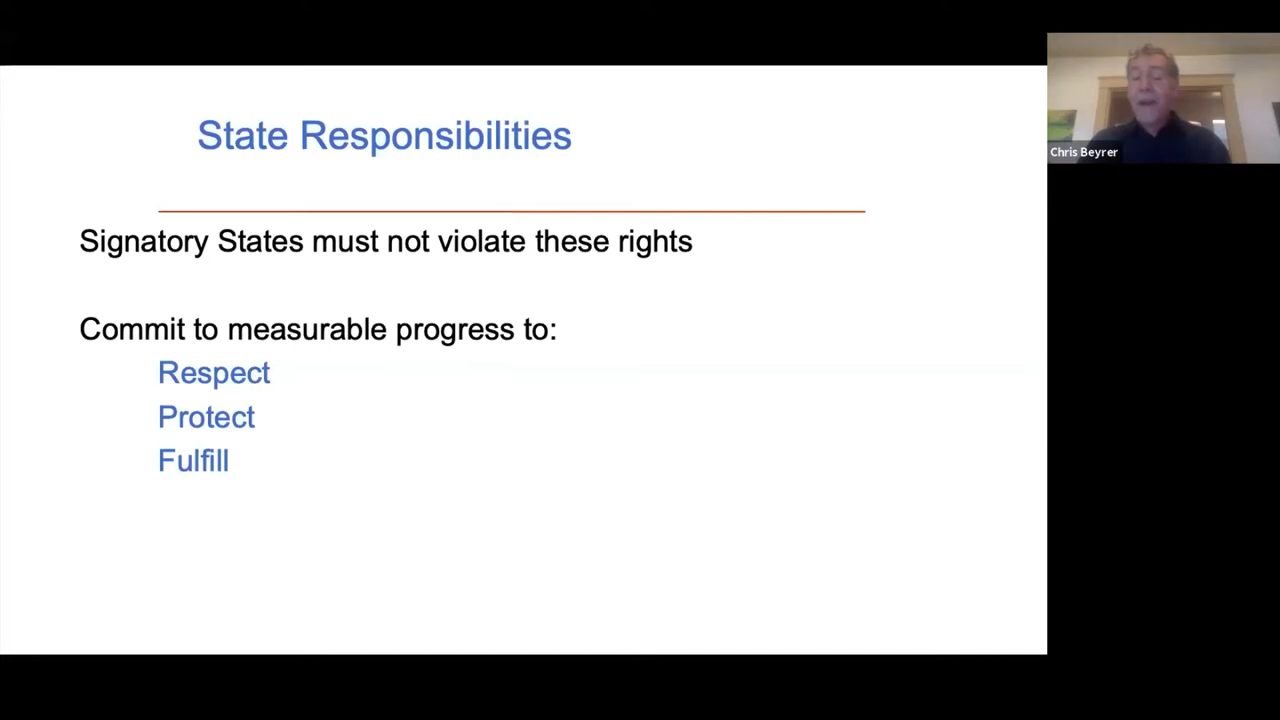 State Responsibilities
Signatory States must not violate these rights
Commit to measurable progress to:
Respect
Protect
Fulfill
Chris Beyrer